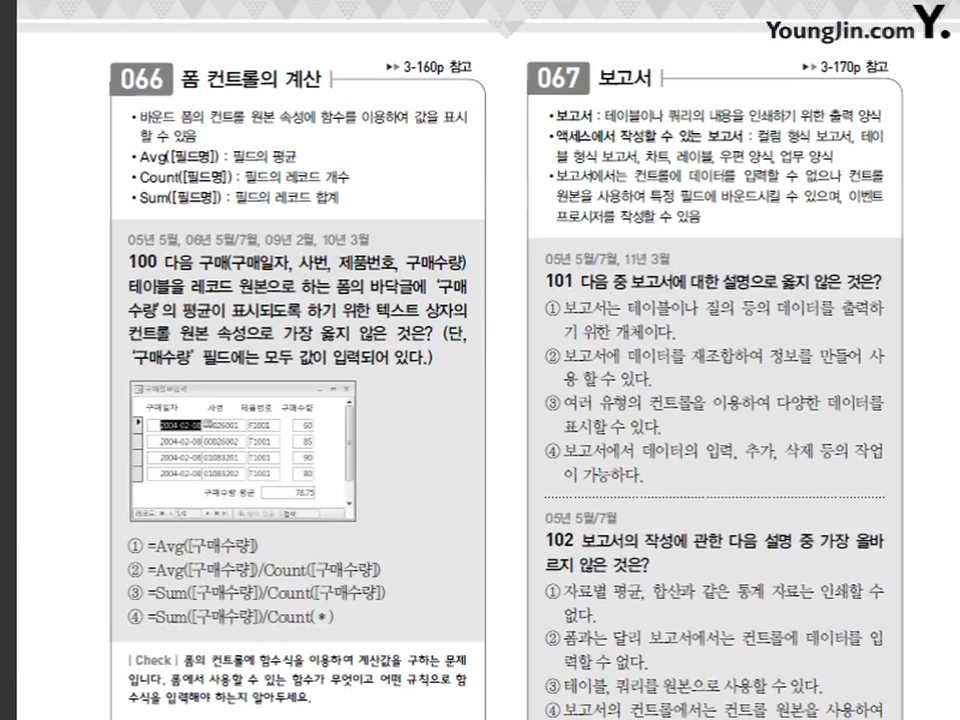 YoungJin.com Y.
066 폼 컨트롤의 계산
▶▶ 3-160p 참고
• 바운드 폼의 컨트롤 원본 속성에 함수를 이용하여 값을 표시
할 수 있음
• Avg([필드명]) : 필드의 평균
• Count([필드명]) : 필드의 레코드 개수
• Sum([필드명]) : 필드의 레코드 합계
05년 5월, 06년 5월/7월, 09년 2월, 10년 3월
100 다음 구매(구매일자, 사번, 제품번호, 구매수량)
테이블을 레코드 원본으로 하는 폼의 바닥글에 ‘구매
수량’의 평균이 표시되도록 하기 위한 텍스트 상자의
컨트롤 원본 속성으로 가장 옳지 않은 것은? (단,
‘구매수량’ 필드에는 모두 값이 입력되어 있다.)
구매일자 사번 제품번호 구매수량
2004-02-08 F1001 60
2004-02-08 00026002 T1001 85
2004-02-08 01083201 T1001 90
2004-02-08 01083202 T1001 80
구매수량 평균 78.75
레코드: 1/4 검색
① =Avg([구매수량])
② =Avg([구매수량])/Count([구매수량])
③ =Sum([구매수량])/Count([구매수량])
④ =Sum([구매수량])/Count(*)
| Check | 폼의 컨트롤에 함수식을 이용하여 계산값을 구하는 문제
입니다. 폼에서 사용할 수 있는 함수가 무엇이고 어떤 규칙으로 함
수식을 입력해야 하는지 알아두세요.
067 보고서
▶▶ 3-170p 참고
• 보고서 : 테이블이나 쿼리의 내용을 인쇄하기 위한 출력 양식
• 액세스에서 작성할 수 있는 보고서 : 컬럼 형식 보고서, 테이
블 형식 보고서, 차트, 레이블, 우편 양식, 업무 양식
• 보고서에서는 컨트롤에 데이터를 입력할 수 없으나 컨트롤
원본을 사용하여 특정 필드에 바운드시킬 수 있으며, 이벤트
프로시저를 작성할 수 있음
05년 5월/7월, 11년 3월
101 다음 중 보고서에 대한 설명으로 옳지 않은 것은?
① 보고서는 테이블이나 질의 등의 데이터를 출력하
기 위한 개체이다.
② 보고서에 데이터를 재조합하여 정보를 만들어 사
용 할 수 있다.
③ 여러 유형의 컨트롤을 이용하여 다양한 데이터를
표시할 수 있다.
④ 보고서에서 데이터의 입력, 추가, 삭제 등의 작업
이 가능하다.
05년 5월/7월
102 보고서의 작성에 관한 다음 설명 중 가장 올바
르지 않은 것은?
① 자료별 평균, 합산과 같은 통계 자료는 인쇄할 수
없다.
② 폼과는 달리 보고서에서는 컨트롤에 데이터를 입
력할 수 없다.
③ 테이블, 쿼리를 원본으로 사용할 수 있다.
④ 보고서의 컨트롤에서는 컨트롤 원본을 사용하여